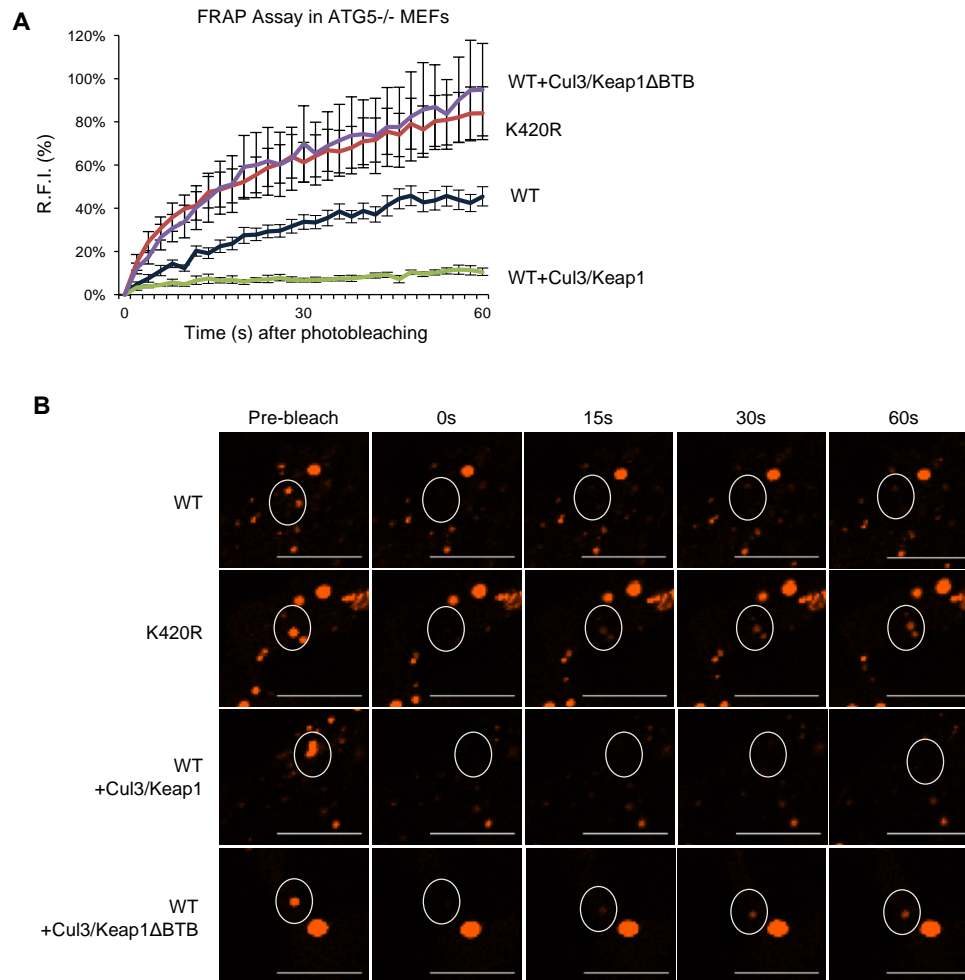 A
FRAP Assay in ATG5-/- MEFs
120%
100%
80%
60%
40%
20%
0%
R.F.I. (%)
0
30
60
Time (s) after photobleaching
WT+Cul3/Keap1ΔBTB
K420R
WT
WT+Cul3/Keap1
B
Pre-bleach 0s 15s 30s 60s
WT
K420R
WT
+Cul3/Keap1
WT
+Cul3/Keap1ΔBTB